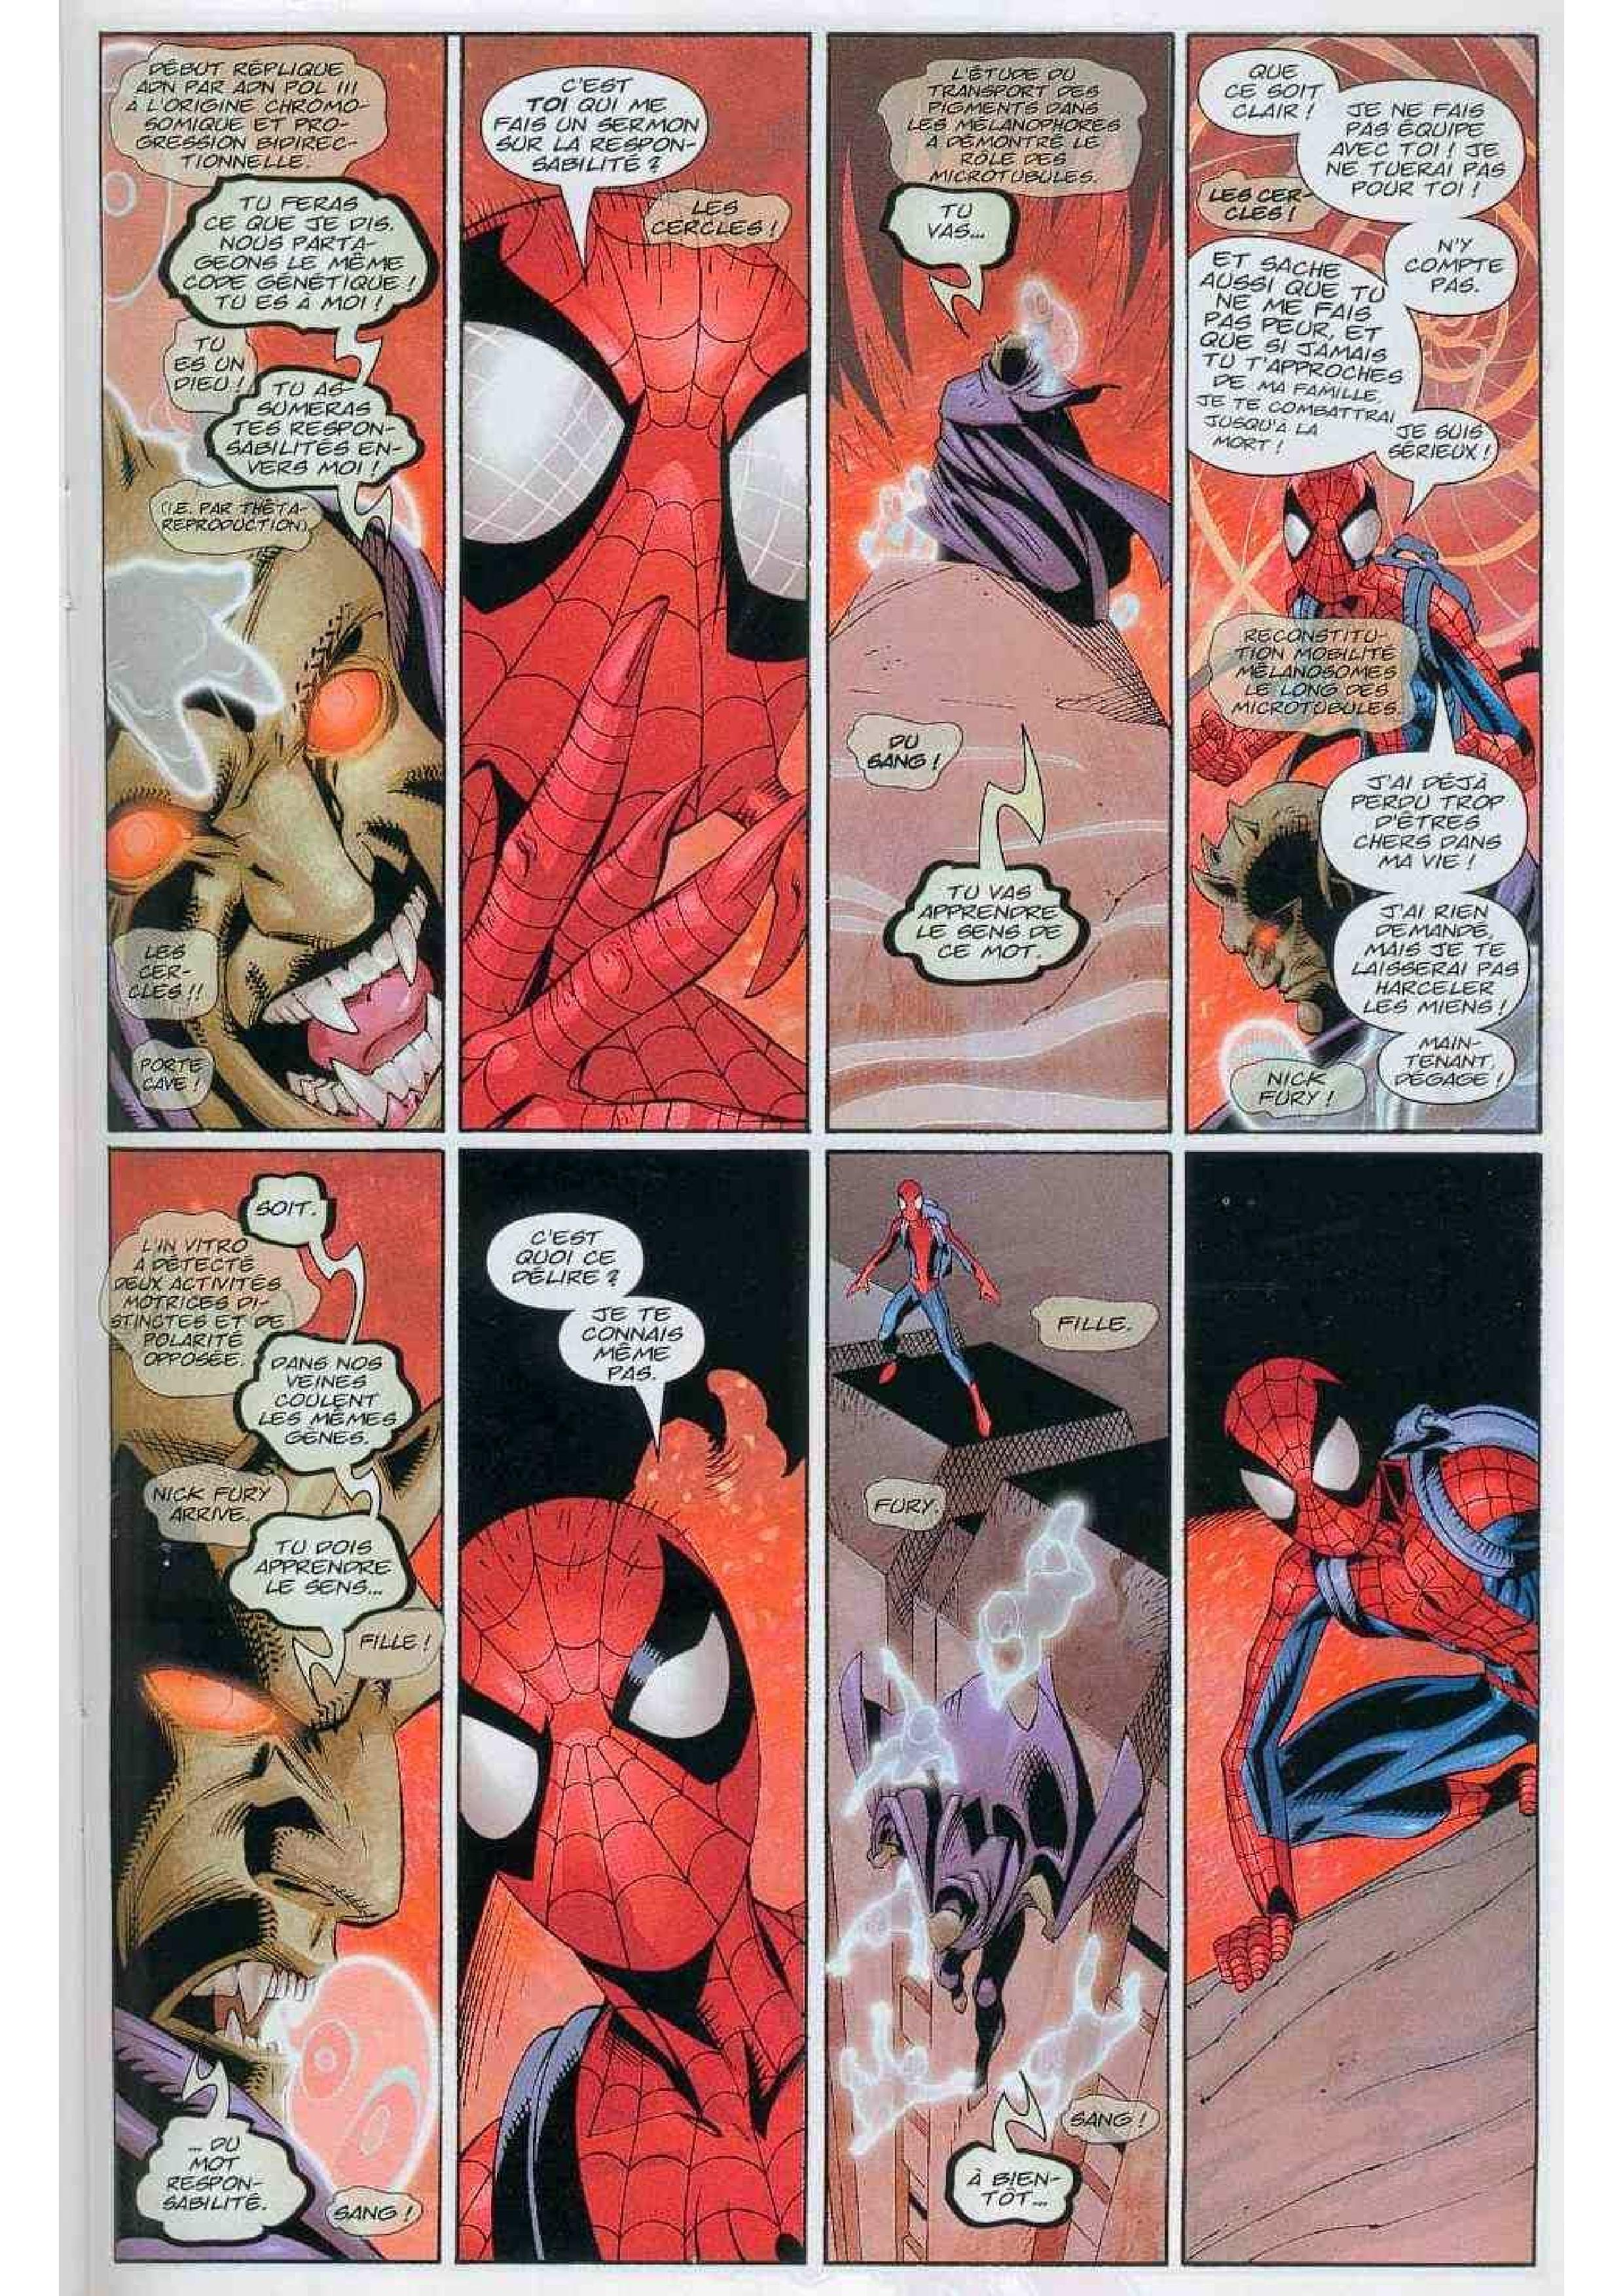 DÉBUT RÉPLIQUE
ADN PAR ADN POL III
À L'ORIGINE CHROMO-
SOMIQUE ET PRO-
GRESSION BIDIREC-
TIONNELLE.
TU FERAS
CE QUE JE DIS.
NOUS PARTA-
GEONS LE MÊME
CODE GÉNÉTIQUE !
TU ES À MOI !
TU
ES UN
DIEU !
TU AS-
SUMERAS
TES RESPON-
SABILITÉS EN-
VERS MOI !
(I.E. PAR THÊTA-
REPRODUCTION)
LES
CER-
CLES !!
PORTE
CAVE !
C'EST
TOI QUI ME
FAIS UN SERMON
SUR LA RESPON-
SABILITÉ ?
LES
CERCLES !
L'ÉTUDE DU
TRANSPORT DES
PIGMENTS DANS
LES MÉLANOPHORES
A DÉMONTRÉ LE
RÔLE DES
MICROTUBULES.
TU
VAS...
DU
SANG !
TU VAS
APPRENDRE
LE SENS DE
CE MOT.
QUE
CE SOIT
CLAIR !
JE NE FAIS
PAS ÉQUIPE
AVEC TOI ! JE
NE TUERAI PAS
POUR TOI !
LES CER-
CLES !
N'Y
COMPTE
PAS.
ET SACHE
AUSSI QUE TU
NE ME FAIS
PAS PEUR, ET
QUE SI JAMAIS
TU T'APPROCHES
DE MA FAMILLE,
JE TE COMBATTRAI
JUSQU'À LA
MORT !
JE SUIS
SÉRIEUX !
RECONSTITU-
TION MOBILITÉ
MÉLANOSOMES
LE LONG DES
MICROTUBULES.
J'AI DÉJÀ
PERDU TROP
D'ÊTRES
CHERS DANS
MA VIE !
J'AI RIEN
DEMANDÉ,
MAIS JE TE
LAISSERAI PAS
HARCELER
LES MIENS !
MAIN-
TENANT,
DÉGAGE !
NICK
FURY !
SOIT.
L'IN VITRO
A DÉTECTÉ
DEUX ACTIVITÉS
MOTRICES DI-
STINCTES ET DE
POLARITÉ
OPPOSÉE.
DANS NOS
VEINES
COULENT
LES MÊMES
GÈNES.
NICK FURY
ARRIVE.
TU DOIS
APPRENDRE
LE SENS...
FILLE !
... DU
MOT
RESPON-
SABILITÉ.
SANG !
C'EST
QUOI CE
DÉLIRE ?
JE TE
CONNAIS
MÊME
PAS.
FILLE.
FURY.
SANG !
À BIEN-
TÔT...